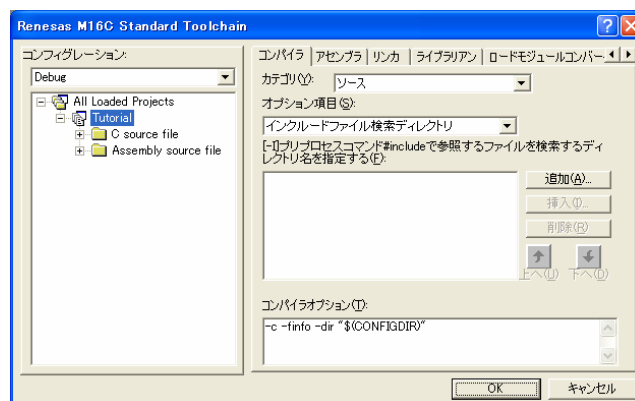 Renesas M16C Standard Toolchain
コンフィグレーション:
Debug
All Loaded Projects
Tutorial
C source file
Assembly source file
コンパイラ アセンブラ リンカ ライブラリアン ロードモジュールコンバー
カテゴリ(Y): ソース
オプション項目(S):
インクルードファイル検索ディレクトリ
[-I]プリプロセスコマンド#includeで参照するファイルを検索するディ
レクトリ名を指定する(F):
追加(A)...
挿入(I)...
削除(R)
上へ(U) 下へ(D)
コンパイラオプション(T):
-c -finfo -dir "$(CONFIGDIR)"
OK キャンセル